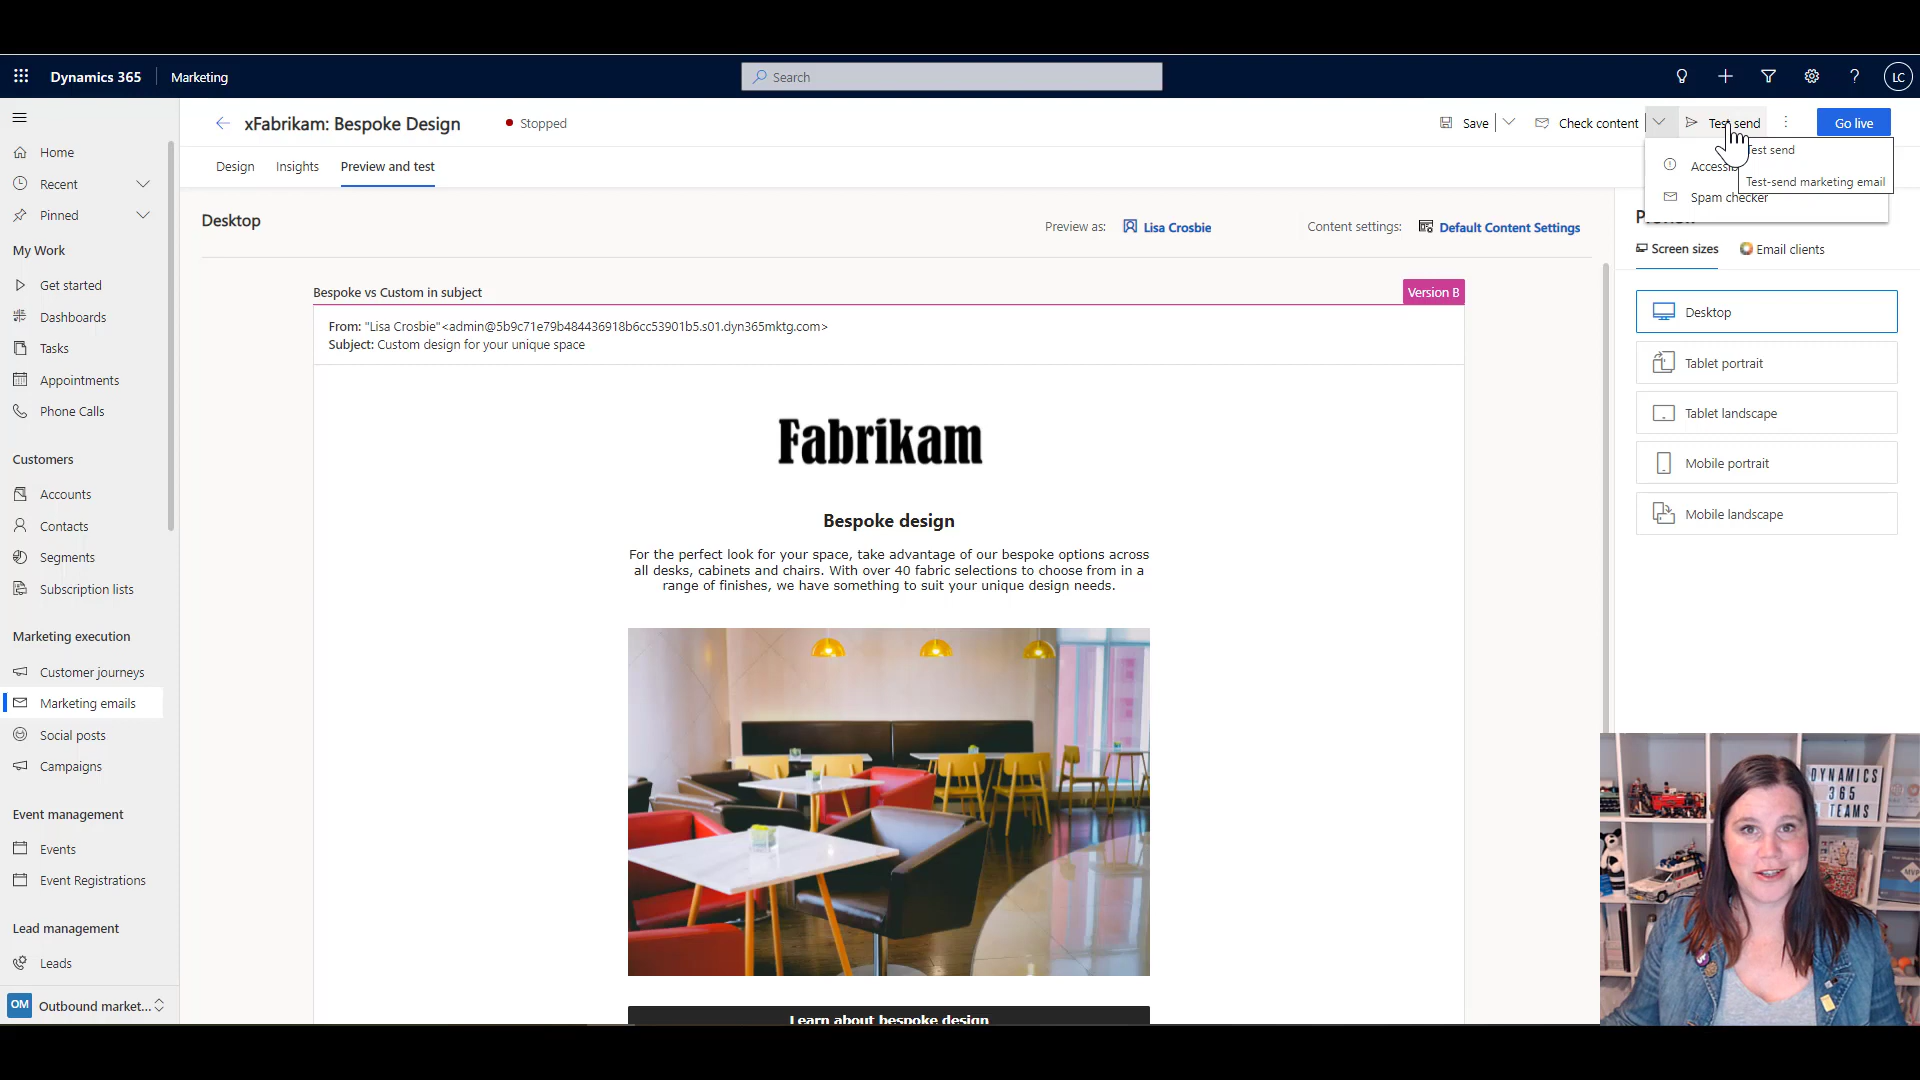 Dynamics 365
Marketing
Search
LC
xFabrikam: Bespoke Design
Stopped
Save
Check content
Test send
Go live
Test send
Test-send marketing email
Accessib
Spam checker
Design
Insights
Preview and test
Home
Recent
Pinned
My Work
Get started
Dashboards
Tasks
Appointments
Phone Calls
Customers
Accounts
Contacts
Segments
Subscription lists
Marketing execution
Customer journeys
Marketing emails
Social posts
Campaigns
Event management
Events
Event Registrations
Lead management
Leads
OM
Outbound market...
Desktop
Preview as:
Lisa Crosbie
Content settings:
Default Content Settings
Bespoke vs Custom in subject
Version B
From: "Lisa Crosbie"<admin@5b9c71e79b484436918b6cc53901b5.s01.dyn365mktg.com>
Subject: Custom design for your unique space
Fabrikam
Bespoke design
For the perfect look for your space, take advantage of our bespoke options across
all desks, cabinets and chairs. With over 40 fabric selections to choose from in a
range of finishes, we have something to suit your unique design needs.
Learn about bespoke design
Screen sizes
Email clients
Desktop
Tablet portrait
Tablet landscape
Mobile portrait
Mobile landscape
DYNAMICS
365
TEAMS
MVP